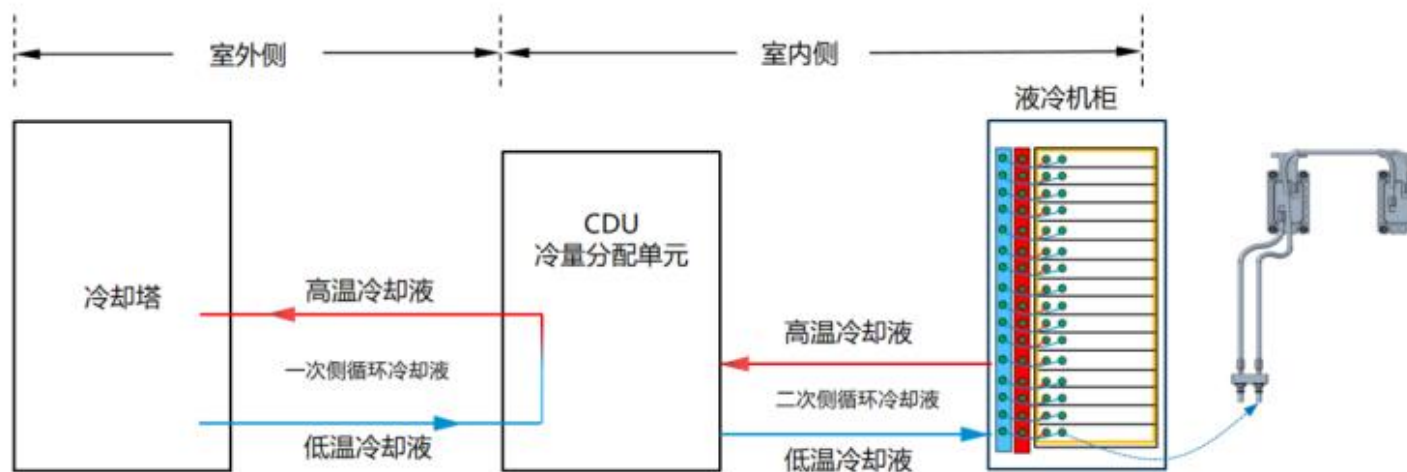 室外侧
室内侧
液冷机柜
CDU
冷量分配单元
冷却塔
高温冷却液
高温冷却液
一次侧循环冷却液
二次侧循环冷却液
低温冷却液
低温冷却液